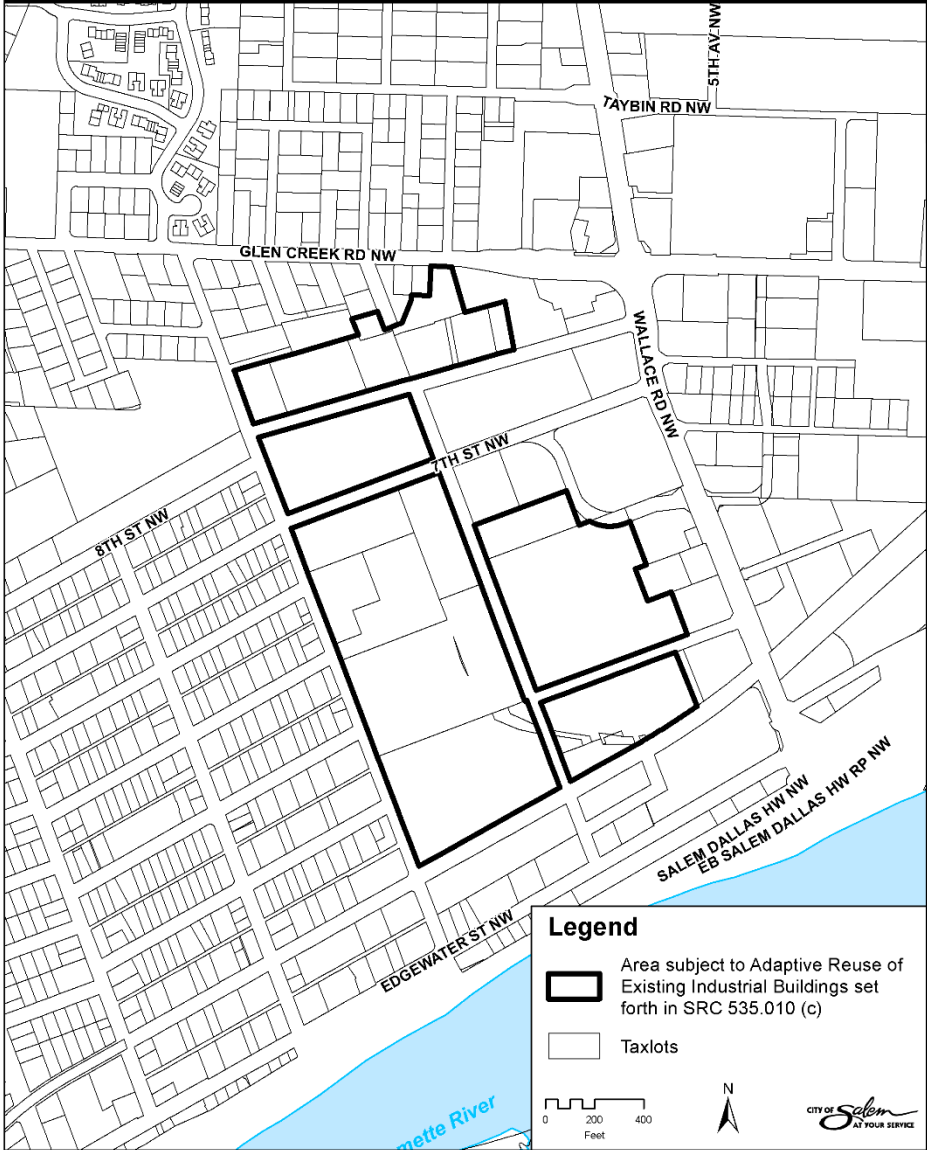 5TH AV NW
TAYBIN RD NW
GLEN CREEK RD NW
WALLACE RD NW
7TH ST NW
8TH ST NW
SALEM DALLAS HW NW
EB SALEM DALLAS HW RP NW
EDGEWATER ST NW
mette River
Legend
Area subject to Adaptive Reuse of
Existing Industrial Buildings set
forth in SRC 535.010 (c)
Taxlots
N
0 200 400
Feet
CITY OF Salem
AT YOUR SERVICE